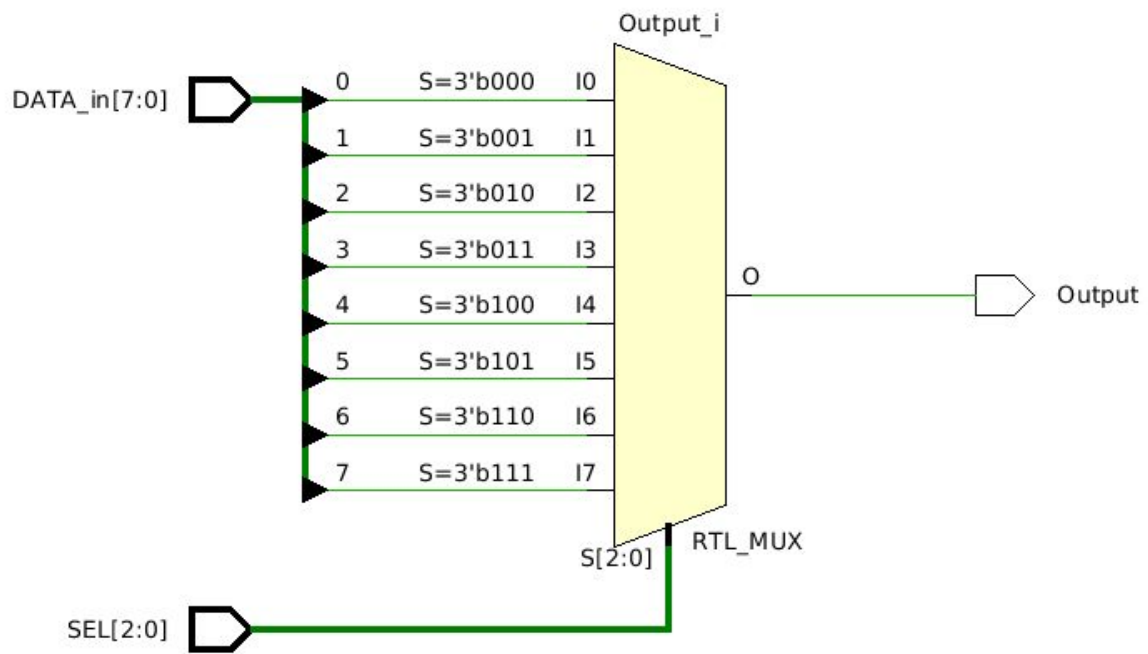 Output_i
DATA_in[7:0]
0 S=3'b000 I0
1 S=3'b001 I1
2 S=3'b010 I2
3 S=3'b011 I3
4 S=3'b100 I4
5 S=3'b101 I5
6 S=3'b110 I6
7 S=3'b111 I7
O
Output
RTL_MUX
S[2:0]
SEL[2:0]